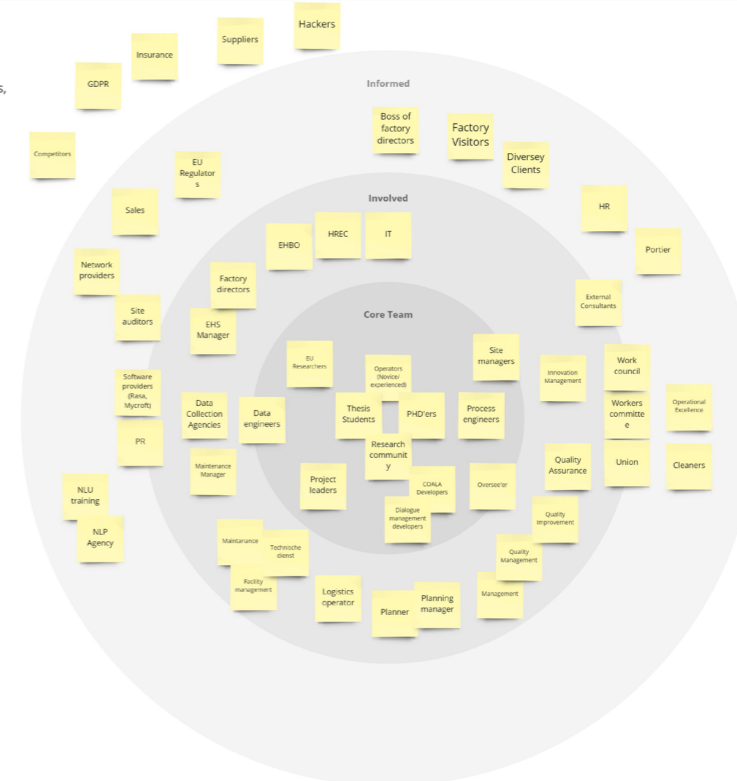 Hackers
Suppliers
Insurance
GDPR
s,
Competitors
Informed
Boss of
factory
directors
Factory
Visitors
Diversey
Clients
EU
Regulator
s
Sales
HR
Portier
Network
providers
Site
auditors
External
Consultants
Involved
EHBO
HREC
IT
Factory
directors
EHS
Manager
Core Team
EU
Researchers
Operators
(Novice/
experienced)
Site
managers
Innovation
Management
Work
council
Software
providers
(Rasa,
Mycroft)
Data
Collection
Agencies
Data
engineers
Thesis
Students
PHD'ers
Process
engineers
Workers
committe
e
Operational
Excellence
PR
Research
communit
y
Maintenance
Manager
Project
leaders
COALA
Developers
Oversee'er
Quality
Assurance
Union
Cleaners
NLU
training
NLP
Agency
Dialogue
management
developers
Quality
Improvement
Maintanance
Technische
dienst
Quality
Management
Facility
management
Logistics
operator
Planner
Planning
manager
Management